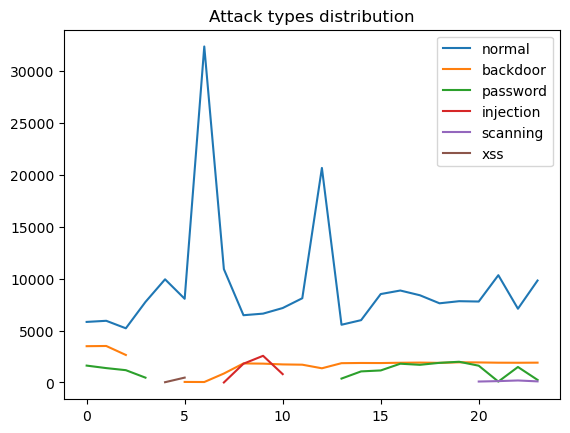 Attack types distribution
normal
backdoor
password
injection
scanning
xss
30000
25000
20000
15000
10000
5000
0
0 5 10 15 20